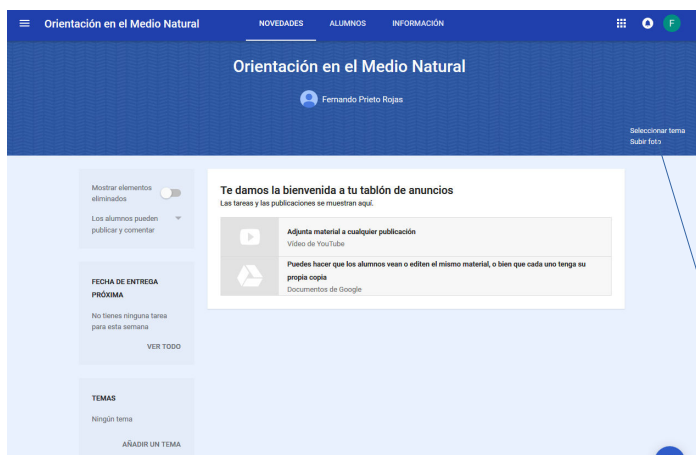 Orientación en el Medio Natural
NOVEDADES
ALUMNOS
INFORMACIÓN
F
Orientación en el Medio Natural
Fernando Prieto Rojas
Seleccionar tema
Subir foto
Mostrar elementos
eliminados
Los alumnos pueden
publicar y comentar
FECHA DE ENTREGA
PRÓXIMA
No tienes ninguna tarea
para esta semana
VER TODO
TEMAS
Ningún tema
AÑADIR UN TEMA
Te damos la bienvenida a tu tablón de anuncios
Las tareas y las publicaciones se muestran aquí.
Adjunta material a cualquier publicación
Vídeo de YouTube
Puedes hacer que los alumnos vean o editen el mismo material, o bien que cada uno tenga su
propia copia
Documentos de Google